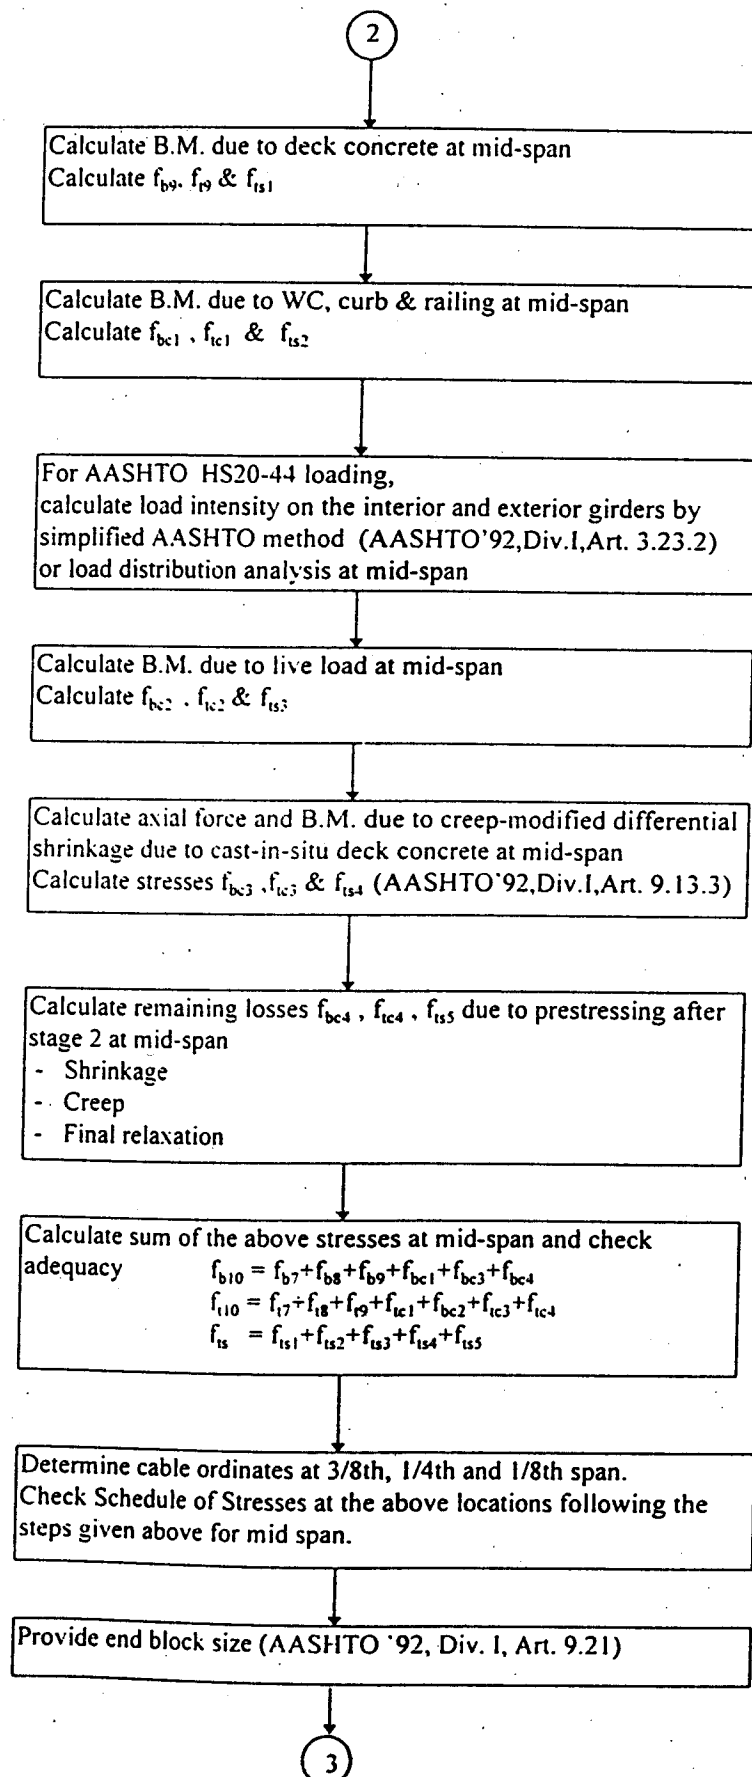 2
Calculate B.M. due to deck concrete at mid-span
Calculate f_b9, f_t9 & f_ts1
Calculate B.M. due to WC, curb & railing at mid-span
Calculate f_bc1 , f_tc1 & f_ts2
For AASHTO HS20-44 loading,
calculate load intensity on the interior and exterior girders by
simplified AASHTO method (AASHTO'92,Div.I,Art. 3.23.2)
or load distribution analysis at mid-span
Calculate B.M. due to live load at mid-span
Calculate f_bc2 , f_tc2 & f_ts3
Calculate axial force and B.M. due to creep-modified differential
shrinkage due to cast-in-situ deck concrete at mid-span
Calculate stresses f_bc3 ,f_tc3 & f_ts4 (AASHTO'92,Div.I,Art. 9.13.3)
Calculate remaining losses f_bc4 , f_tc4 , f_ts5 due to prestressing after
stage 2 at mid-span
- Shrinkage
- Creep
- Final relaxation
Calculate sum of the above stresses at mid-span and check
adequacy f_b10 = f_b7+f_b8+f_b9+f_bc1+f_bc3+f_bc4
f_t10 = f_t7+f_t8+f_t9+f_tc1+f_bc2+f_tc3+f_tc4
f_ts = f_ts1+f_ts2+f_ts3+f_ts4+f_ts5
Determine cable ordinates at 3/8th, 1/4th and 1/8th span.
Check Schedule of Stresses at the above locations following the
steps given above for mid span.
Provide end block size (AASHTO '92, Div. I, Art. 9.21)
3